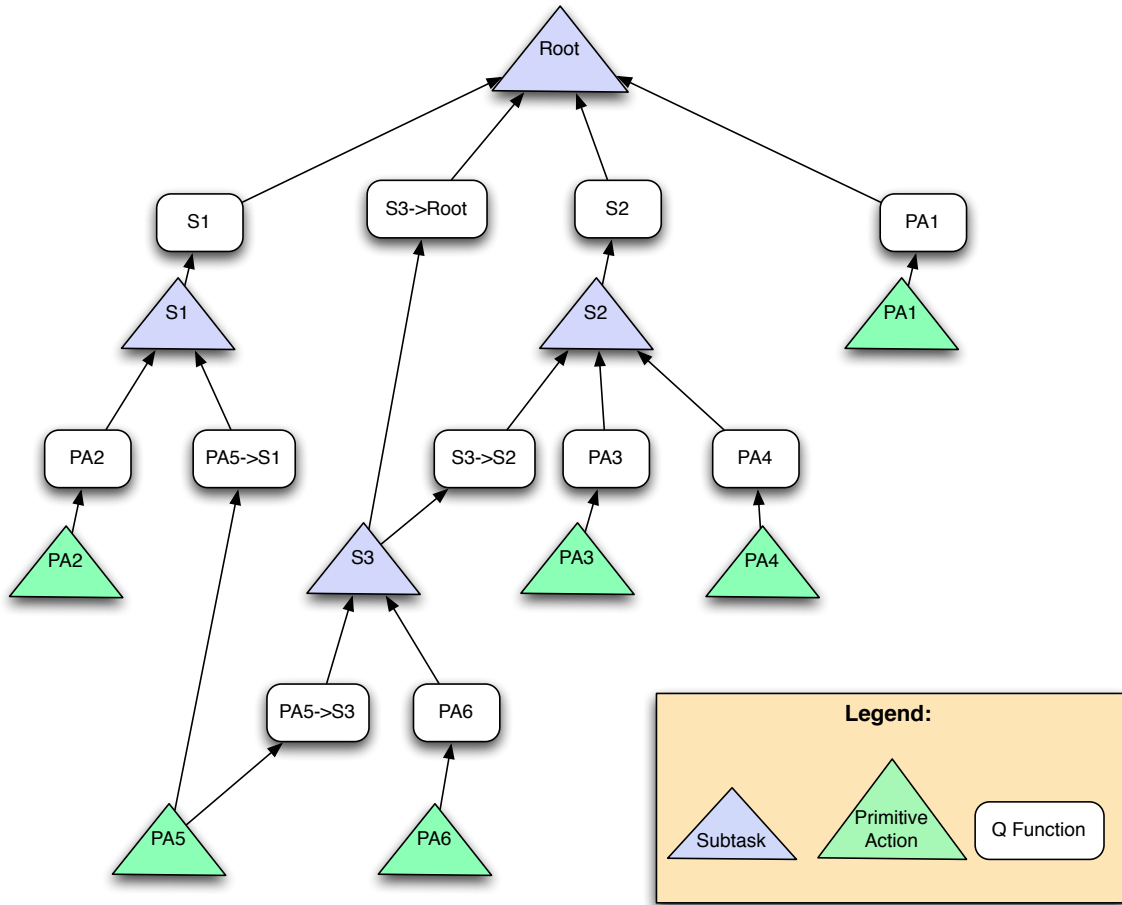 Root
S1
S3->Root
S2
PA1
S1
S2
PA1
PA2
PA5->S1
S3->S2
PA3
PA4
PA2
S3
PA3
PA4
PA5->S3
PA6
Legend:
PA5
PA6
Subtask
Primitive
Action
Q Function